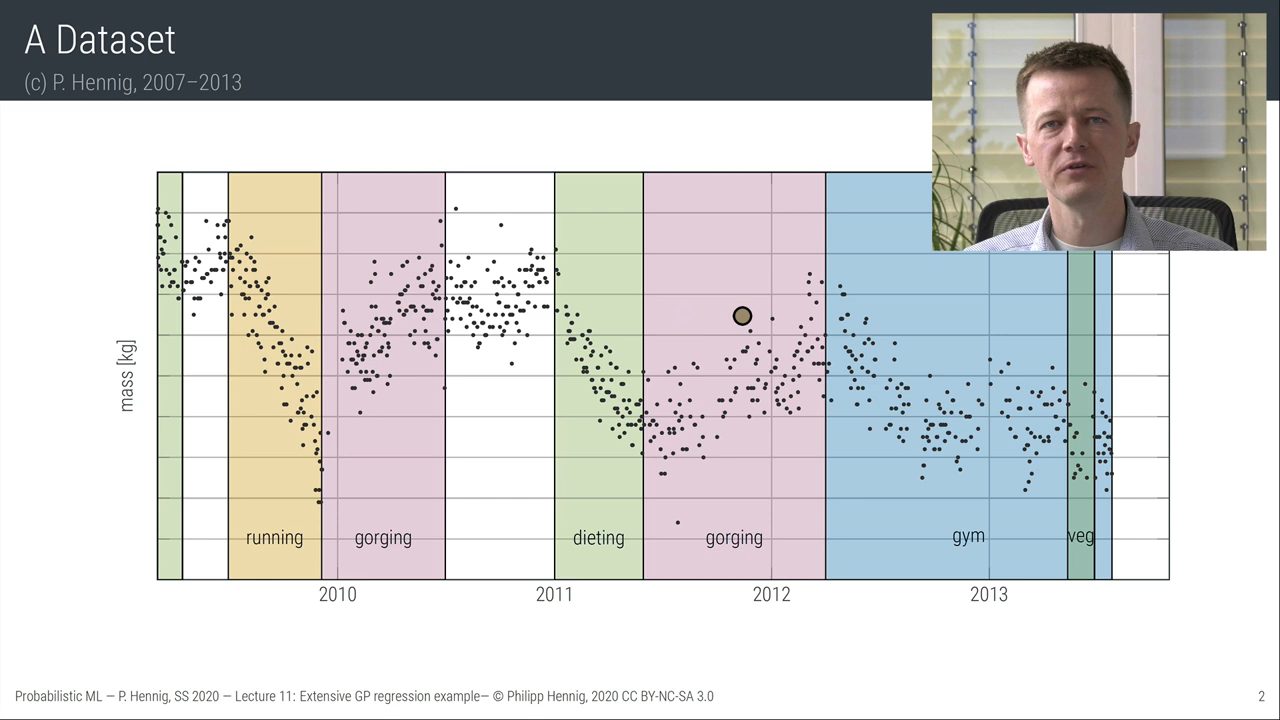 A Dataset
(c) P. Hennig, 2007–2013
mass [kg]
running
gorging
dieting
gorging
gym
veg
2010
2011
2012
2013
Probabilistic ML — P. Hennig, SS 2020 — Lecture 11: Extensive GP regression example— © Philipp Hennig, 2020 CC BY-NC-SA 3.0
2